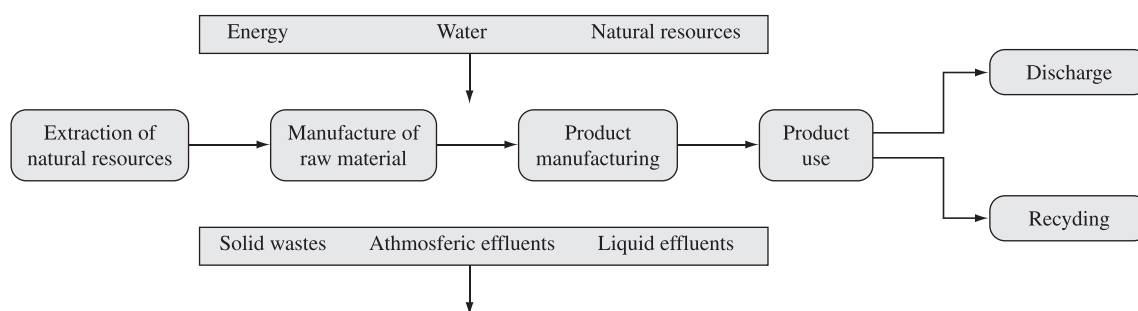 Energy Water Natural resources
Discharge
Extraction of
natural resources
Manufacture of
raw material
Product
manufacturing
Product
use
Recyding
Solid wastes Athmosferic effluents Liquid effluents